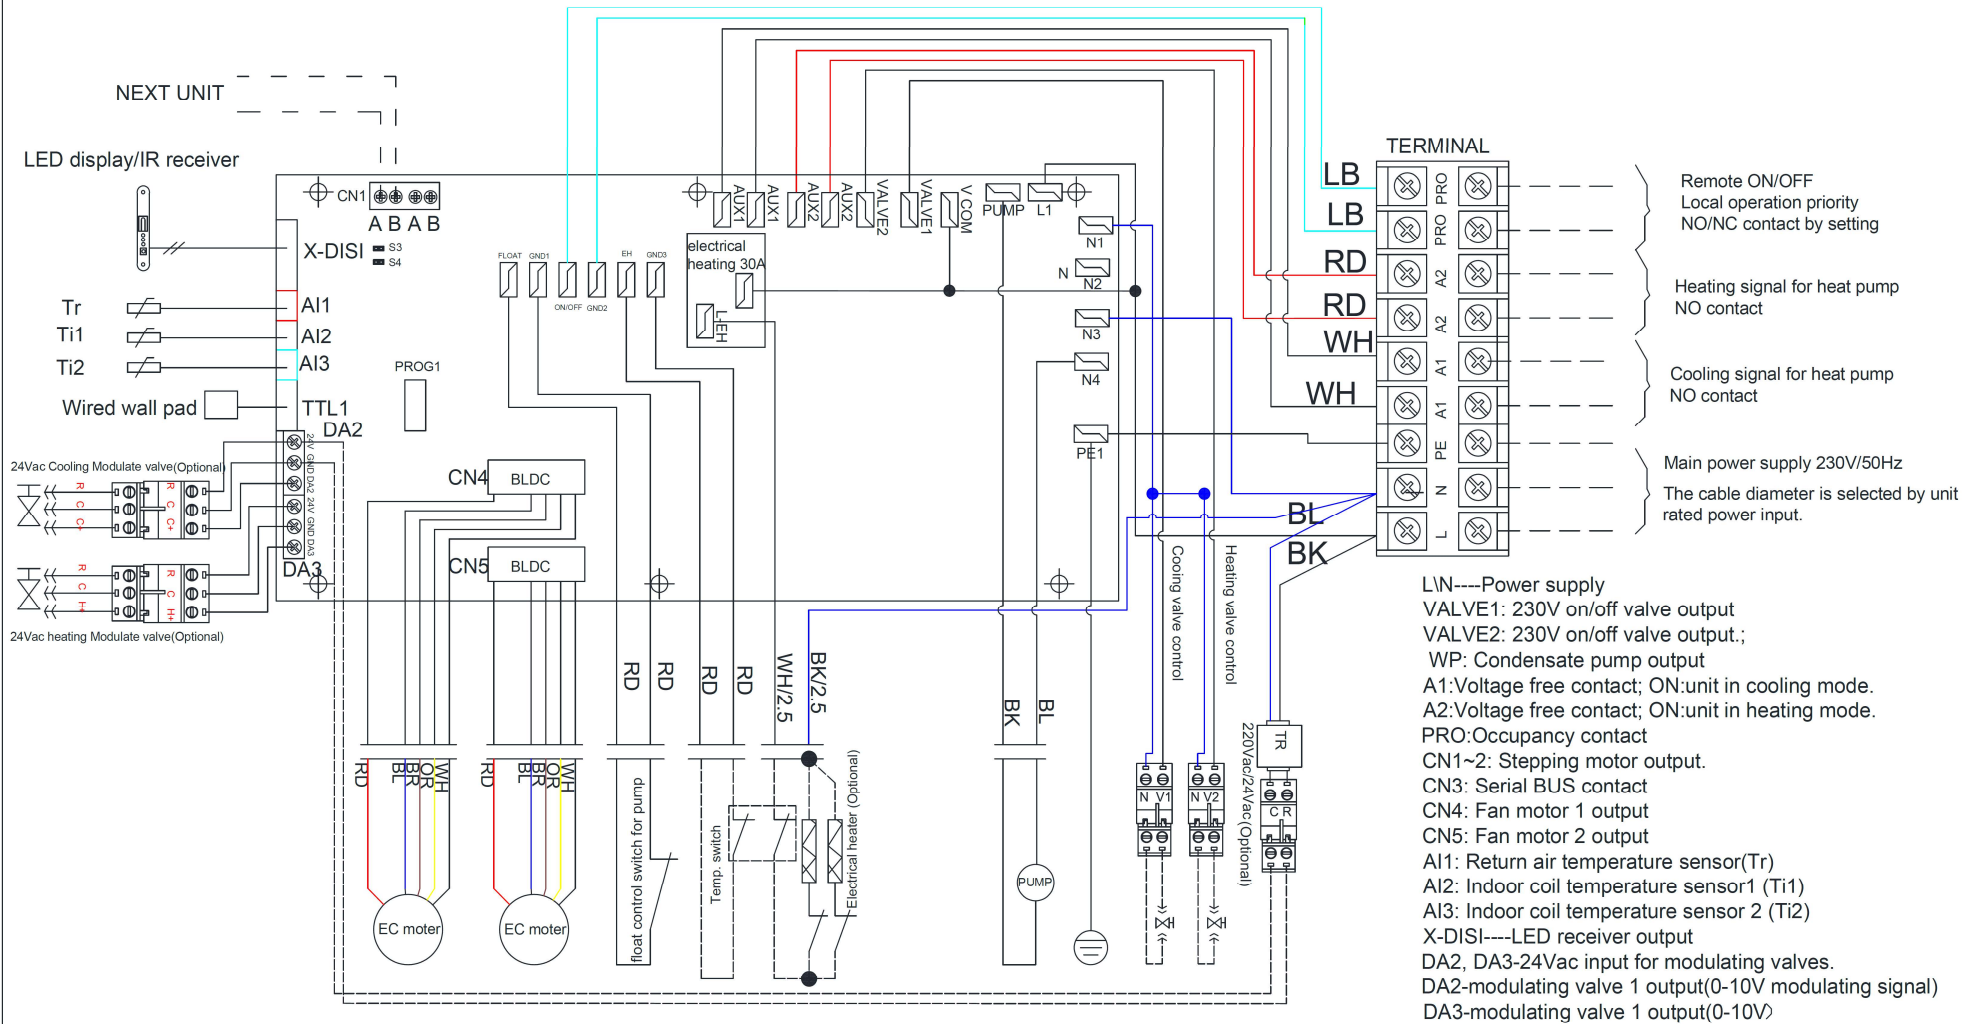 NEXT UNIT
LED display/IR receiver
CN1
A B A B
X-DISI
S3
S4
Tr
AI1
Ti1
AI2
Ti2
AI3
PROG1
Wired wall pad
TTL1
DA2
24V
GND
DA2
24V
GND
DA3
DA3
24Vac Cooling Modulate valve(Optional)
R
C
C+
R
C
C+
R
C
H+
R
C
H+
24Vac heating Modulate valve(Optional)
FLOAT
GND1
ON/OFF
GND2
EH
GND3
electrical
heating 30A
L-EH
AUX1
AUX1
AUX2
AUX2
VALVE2
VALVE1
V COM
PUMP
L1
N1
N
N2
N3
N4
PE1
CN4
BLDC
CN5
BLDC
RD
BL
BR
OR
WH
RD
BL
BR
OR
WH
EC moter
EC moter
RD
RD
RD
RD
WH/2.5
BK/2.5
BK
BL
float control switch for pump
Temp. switch
Electrical heater (Optional)
PUMP
Cooing valve control
Heating valve control
N V1
N V2
220Vac/24Vac(Optional)
TR
C R
TERMINAL
LB
LB
RD
RD
WH
WH
BL
BK
PRO
PRO
A2
A2
A1
A1
PE
N
L
Remote ON/OFF
Local operation priority
NO/NC contact by setting
Heating signal for heat pump
NO contact
Cooling signal for heat pump
NO contact
Main power supply 230V/50Hz
The cable diameter is selected by unit
rated power input.
L\N----Power supply
VALVE1: 230V on/off valve output
VALVE2: 230V on/off valve output.;
WP: Condensate pump output
A1:Voltage free contact; ON:unit in cooling mode.
A2:Voltage free contact; ON:unit in heating mode.
PRO:Occupancy contact
CN1~2: Stepping motor output.
CN3: Serial BUS contact
CN4: Fan motor 1 output
CN5: Fan motor 2 output
AI1: Return air temperature sensor(Tr)
AI2: Indoor coil temperature sensor1 (Ti1)
AI3: Indoor coil temperature sensor 2 (Ti2)
X-DISI----LED receiver output
DA2, DA3-24Vac input for modulating valves.
DA2-modulating valve 1 output(0-10V modulating signal)
DA3-modulating valve 1 output(0-10V)